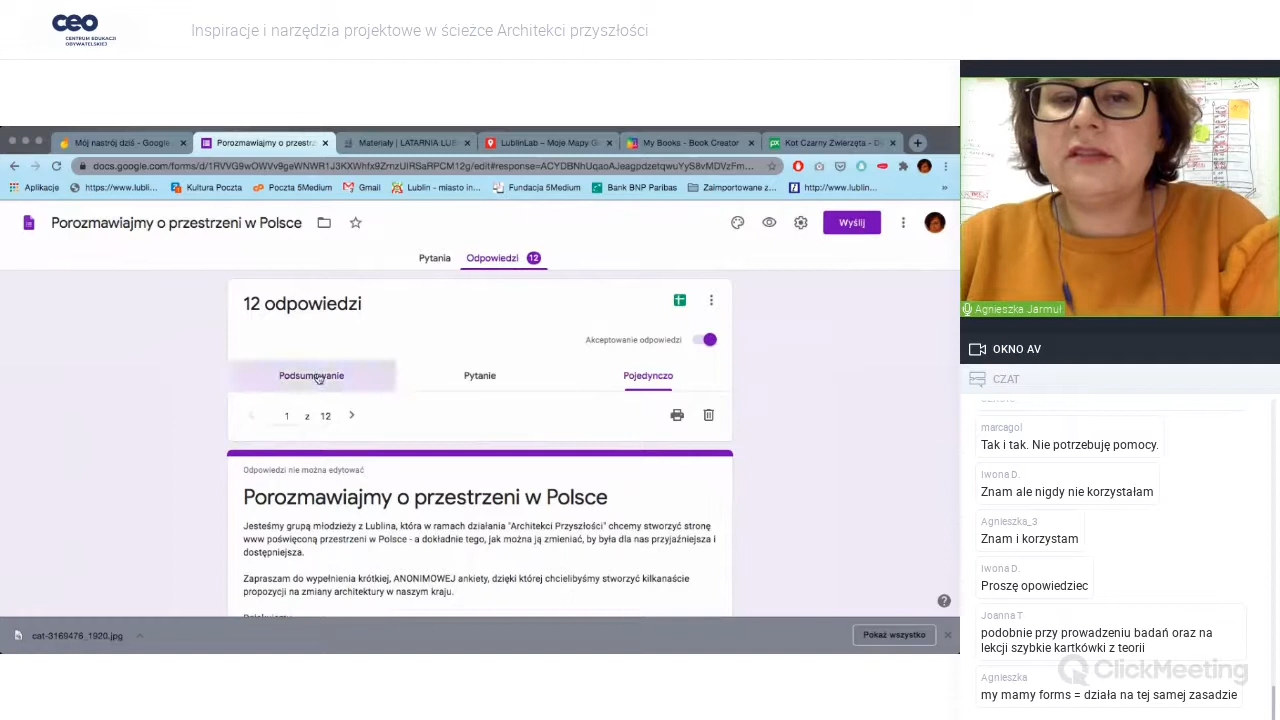 ceo
CENTRUM EDUKACJI
OBYWATELSKIEJ
Inspiracje i narzędzia projektowe w ścieżce Architekci przyszłości
Mój nastrój dziś - Google
Porozmawiajmy o przestrz
Materiały | LATARNIA LUB
LublinLab – Moje Mapy G
My Books - Book Creator
Kot Czarny Zwierzęta - D
Aplikacje
https://www.lubli...
Kultura Poczta
Poczta 5Medium
Gmail
Lublin - miasto in...
Fundacja 5Medium
Bank BNP Paribas
Zaimportowane z...
http://www.lublin...
»
Porozmawiajmy o przestrzeni w Polsce
Wyślij
Pytania
Odpowiedzi 12
12 odpowiedzi
Akceptowanie odpowiedzi
Podsumowanie
Pytanie
Pojedynczo
1 z 12
Odpowiedzi nie można edytować
Porozmawiajmy o przestrzeni w Polsce
Jesteśmy grupą młodzieży z Lublina, która w ramach działania "Architekci Przyszłości" chcemy stworzyć stronę
www poświęconą przestrzeni w Polsce - a dokładnie tego, jak można ją zmieniać, by była dla nas przyjaźniejsza i
dostępniejsza.
Zapraszam do wypełnienia krótkiej, ANONIMOWEJ ankiety, dzięki której chcielibyśmy stworzyć kilkanaście
propozycji na zmiany architektury w naszym kraju.
cat-3169476_1920.jpg
Pokaż wszystko
Agnieszka Jarmuł
OKNO AV
CZAT
marcagol
Tak i tak. Nie potrzebuję pomocy.
Iwona D.
Znam ale nigdy nie korzystałam
Agnieszka_3
Znam i korzystam
Iwona D.
Proszę opowiedziec
Joanna T
podobnie przy prowadzeniu badań oraz na
lekcji szybkie kartkówki z teorii
Agnieszka
my mamy forms = działa na tej samej zasadzie
ClickMeeting